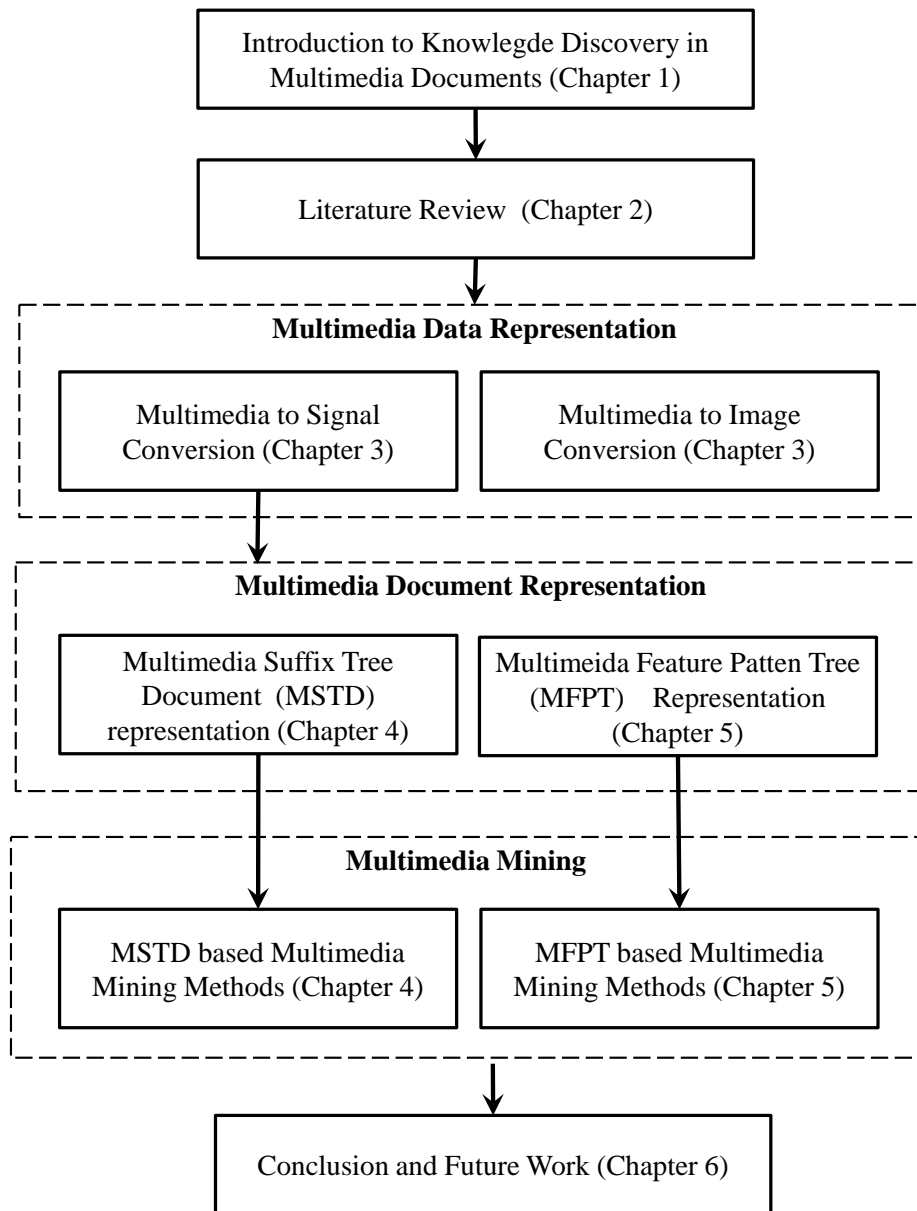 Introduction to Knowlegde Discovery in
Multimedia Documents (Chapter 1)
Literature Review (Chapter 2)
Multimedia Data Representation
Multimedia to Signal
Conversion (Chapter 3)
Multimedia to Image
Conversion (Chapter 3)
Multimedia Document Representation
Multimedia Suffix Tree
Document (MSTD)
representation (Chapter 4)
Multimeida Feature Patten Tree
(MFPT) Representation
(Chapter 5)
Multimedia Mining
MSTD based Multimedia
Mining Methods (Chapter 4)
MFPT based Multimedia
Mining Methods (Chapter 5)
Conclusion and Future Work (Chapter 6)